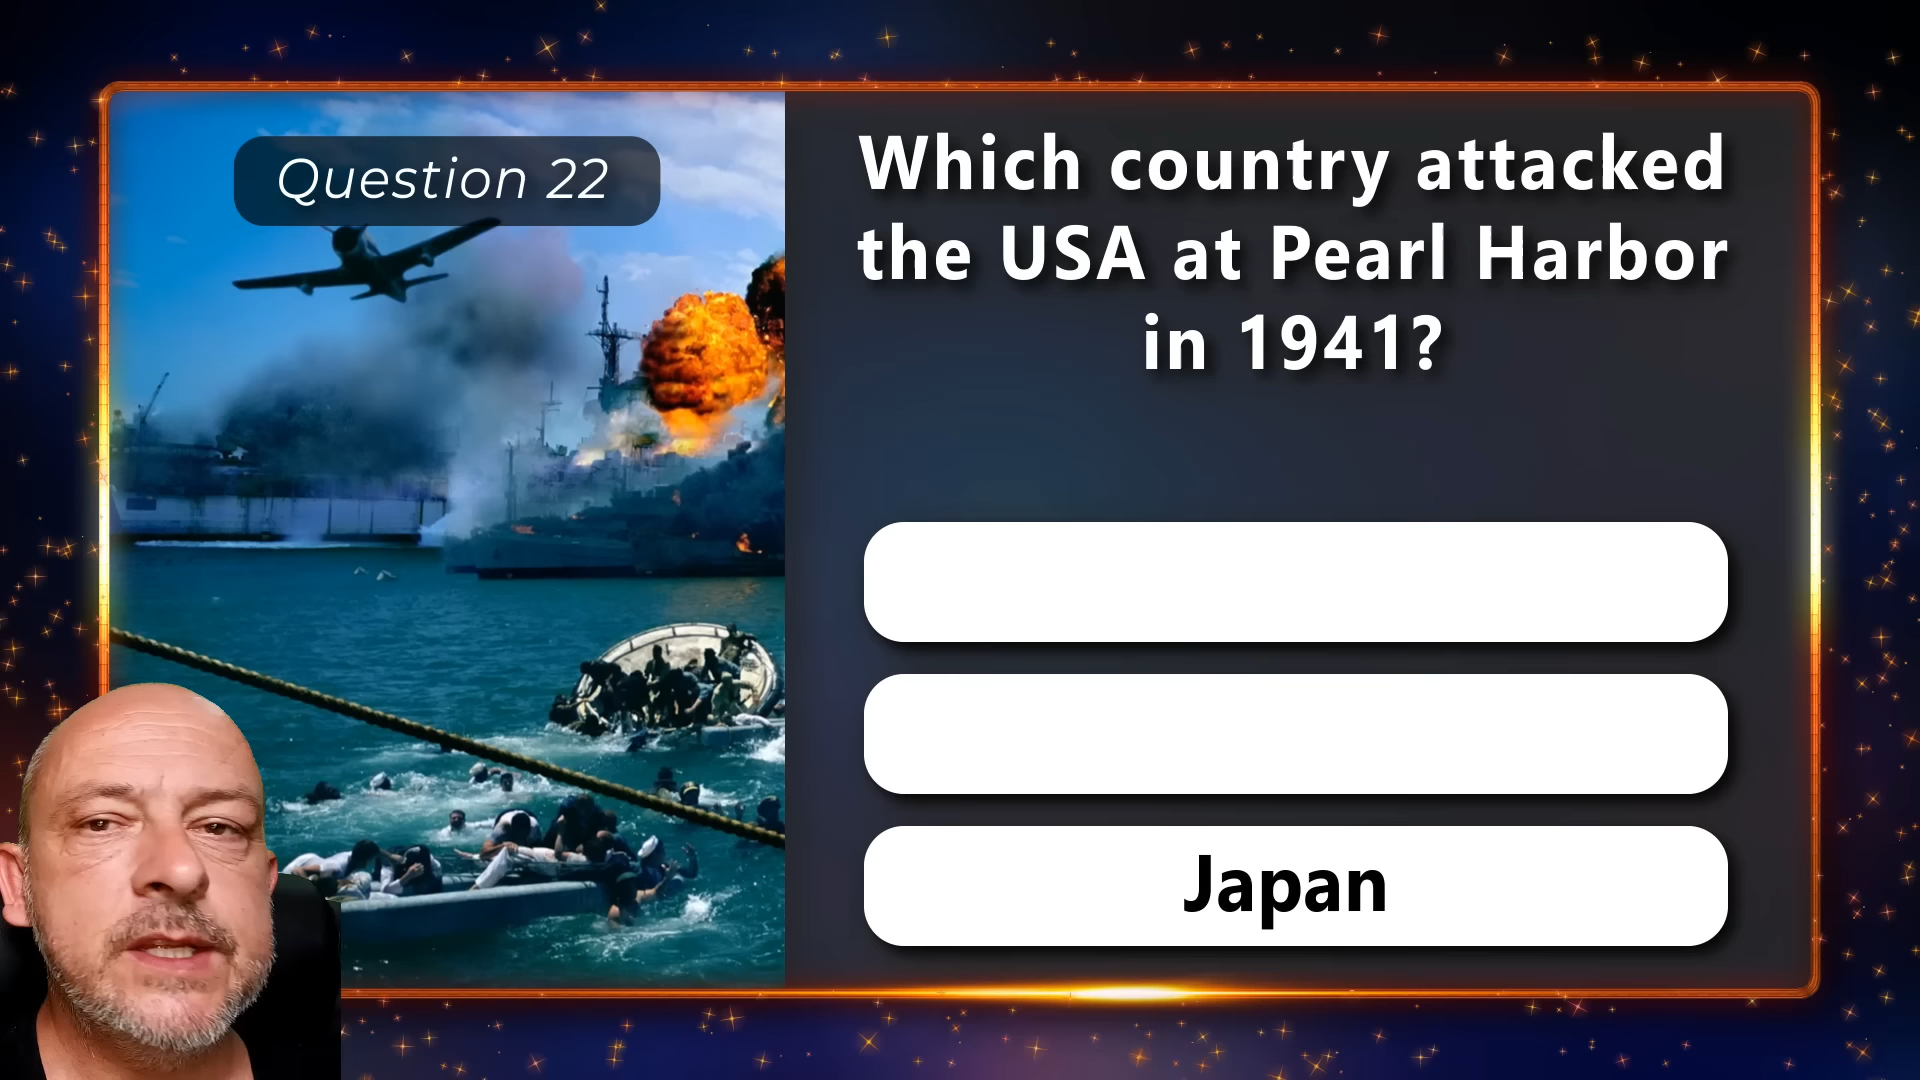 Question 22
Which country attacked
the USA at Pearl Harbor
in 1941?
Japan